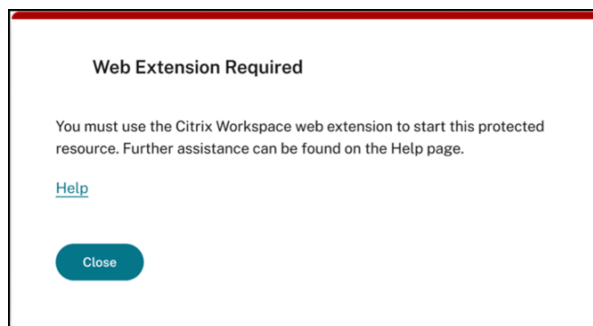 Web Extension Required
You must use the Citrix Workspace web extension to start this protected
resource. Further assistance can be found on the Help page.
Help
Close